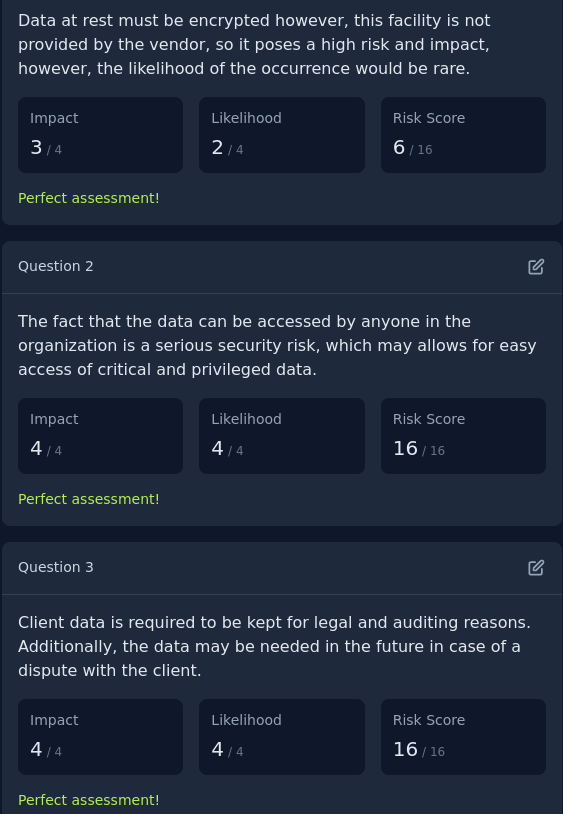 Data at rest must be encrypted however, this facility is not
provided by the vendor, so it poses a high risk and impact,
however, the likelihood of the occurrence would be rare.
Impact Likelihood Risk Score
3 / 4 2 / 4 6 / 16
Perfect assessment!
Question 2
The fact that the data can be accessed by anyone in the
organization is a serious security risk, which may allows for easy
access of critical and privileged data.
Impact Likelihood Risk Score
4 / 4 4 / 4 16 / 16
Perfect assessment!
Question 3
Client data is required to be kept for legal and auditing reasons.
Additionally, the data may be needed in the future in case of a
dispute with the client.
Impact Likelihood Risk Score
4 / 4 4 / 4 16 / 16
Perfect assessment!